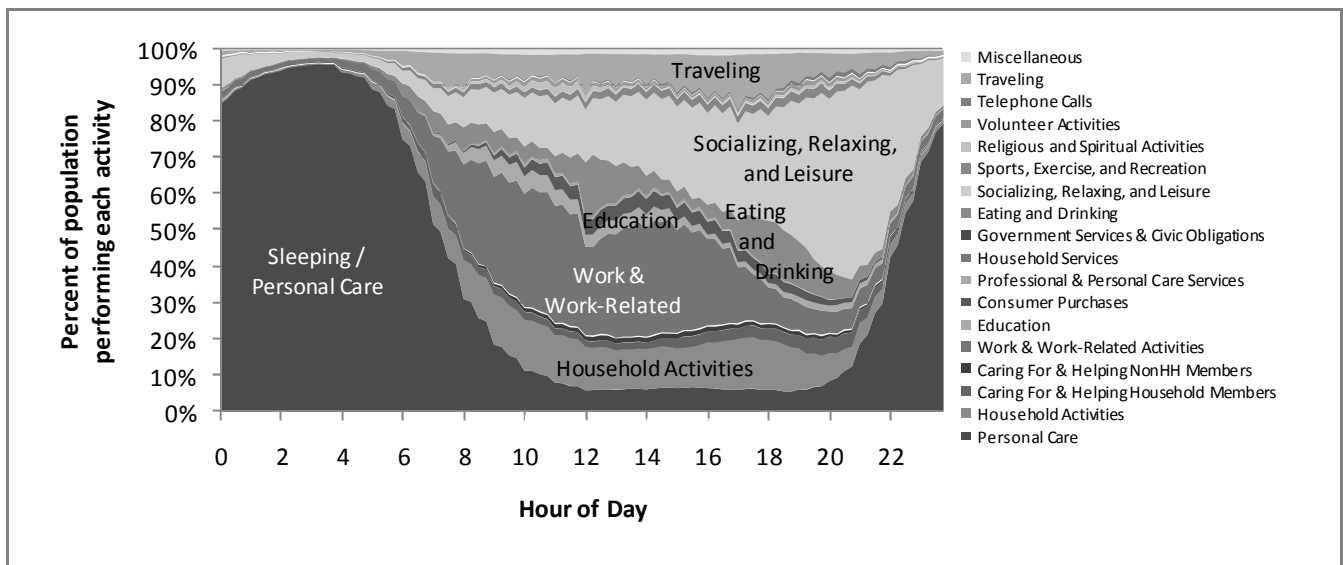 Percent of population
performing each activity
100%
90%
80%
70%
60%
50%
40%
30%
20%
10%
0%
0 2 4 6 8 10 12 14 16 18 20 22
Hour of Day
Sleeping /
Personal Care
Traveling
Socializing, Relaxing,
and Leisure
Education
Eating
and
Drinking
Work &
Work-Related
Household Activities
Miscellaneous
Traveling
Telephone Calls
Volunteer Activities
Religious and Spiritual Activities
Sports, Exercise, and Recreation
Socializing, Relaxing, and Leisure
Eating and Drinking
Government Services & Civic Obligations
Household Services
Professional & Personal Care Services
Consumer Purchases
Education
Work & Work-Related Activities
Caring For & Helping NonHH Members
Caring For & Helping Household Members
Household Activities
Personal Care